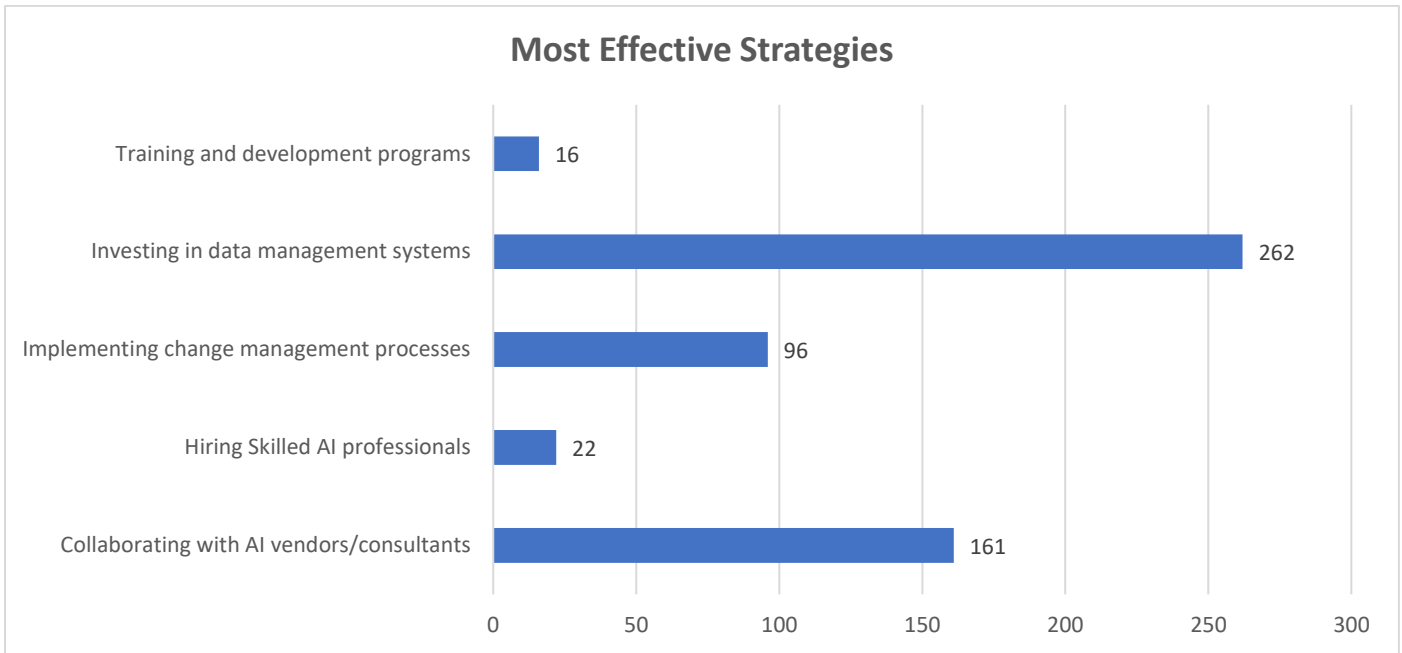 Most Effective Strategies
Training and development programs 16
Investing in data management systems 262
Implementing change management processes 96
Hiring Skilled AI professionals 22
Collaborating with AI vendors/consultants 161
0 50 100 150 200 250 300